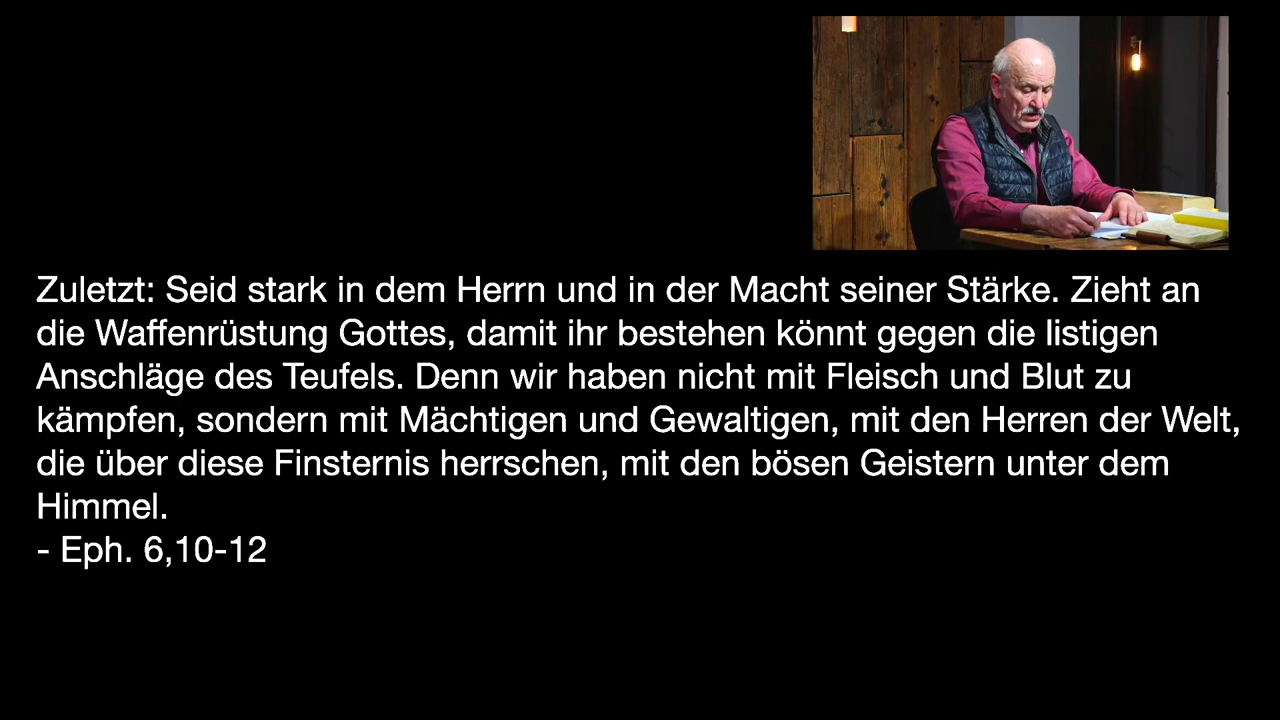 Zuletzt: Seid stark in dem Herrn und in der Macht seiner Stärke. Zieht an
die Waffenrüstung Gottes, damit ihr bestehen könnt gegen die listigen
Anschläge des Teufels. Denn wir haben nicht mit Fleisch und Blut zu
kämpfen, sondern mit Mächtigen und Gewaltigen, mit den Herren der Welt,
die über diese Finsternis herrschen, mit den bösen Geistern unter dem
Himmel.
- Eph. 6,10-12